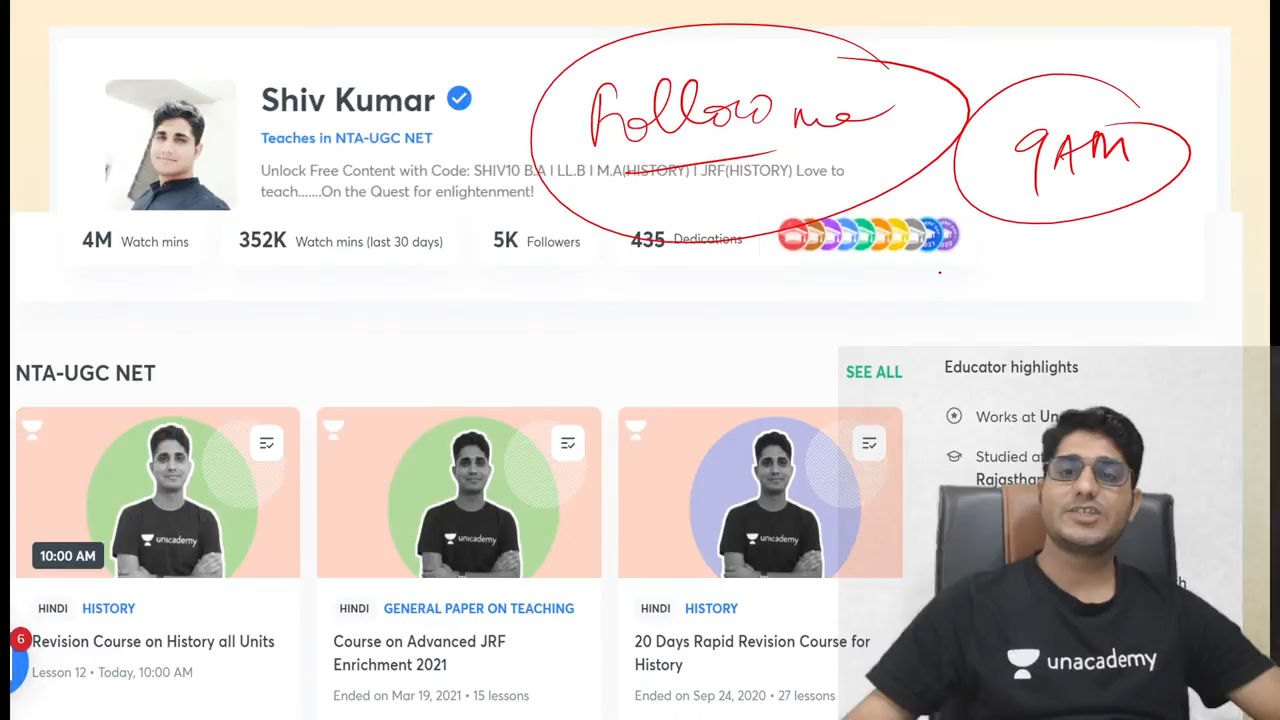 Shiv Kumar
Follow me
9AM
Teaches in NTA-UGC NET
Unlock Free Content with Code: SHIV10 B.A I LL.B I M.A(HISTORY) I JRF(HISTORY) Love to
teach.......On the Quest for enlightenment!
4M Watch mins
352K Watch mins (last 30 days)
5K Followers
435 Dedications
NTA-UGC NET
SEE ALL
10:00 AM
unacademy
HINDI HISTORY
Revision Course on History all Units
Lesson 12 • Today, 10:00 AM
6
unacademy
HINDI GENERAL PAPER ON TEACHING
Course on Advanced JRF
Enrichment 2021
Ended on Mar 19, 2021 • 15 lessons
unacademy
HINDI HISTORY
20 Days Rapid Revision Course for
History
Ended on Sep 24, 2020 • 27 lessons
Educator highlights
Works at Un
Studied at
Rajasthan
unacademy